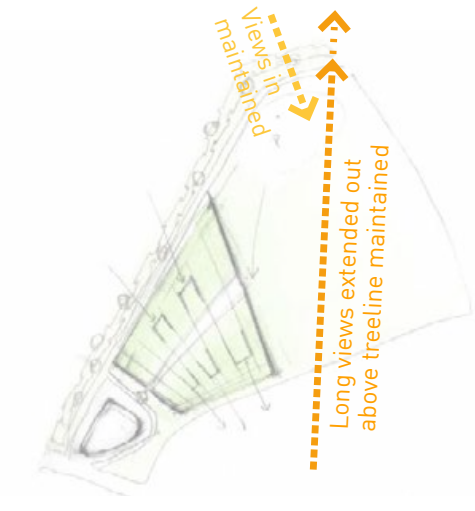 Views in
maintained
Long views extended out
above treeline maintained